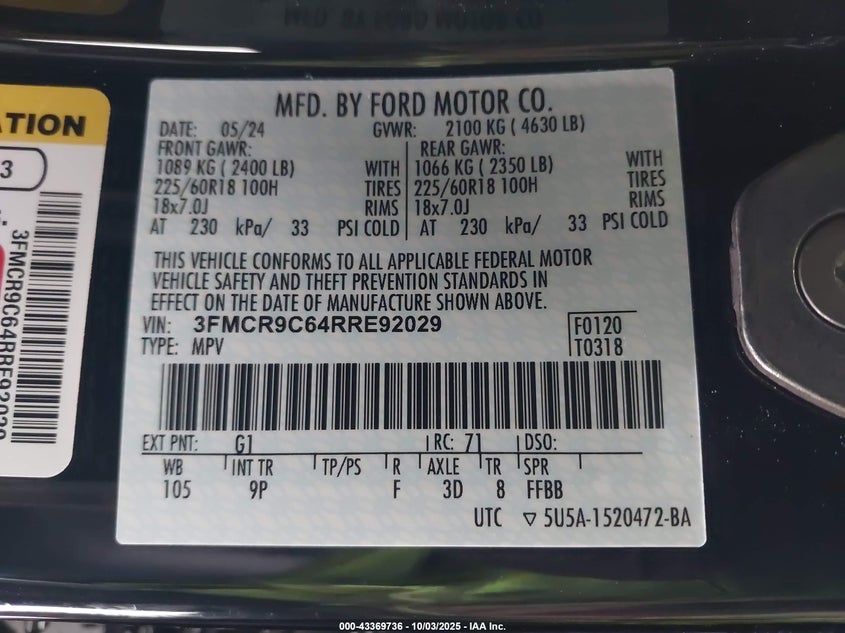 ATION
3
3FMCR9C64RRE92029
MFD. BY FORD MOTOR CO.
DATE: 05/24 GVWR: 2100 KG ( 4630 LB)
FRONT GAWR: REAR GAWR:
1089 KG ( 2400 LB) WITH 1066 KG ( 2350 LB) WITH
225/60R18 100H TIRES 225/60R18 100H TIRES
18x7.0J RIMS 18x7.0J RIMS
AT 230 kPa/ 33 PSI COLD AT 230 kPa/ 33 PSI COLD
THIS VEHICLE CONFORMS TO ALL APPLICABLE FEDERAL MOTOR
VEHICLE SAFETY AND THEFT PREVENTION STANDARDS IN
EFFECT ON THE DATE OF MANUFACTURE SHOWN ABOVE.
VIN: 3FMCR9C64RRE92029 F0120
TYPE: MPV T0318
EXT PNT: G1 RC: 71 DSO:
WB INT TR TP/PS R AXLE TR SPR
105 9P F 3D 8 FFBB
UTC ▽ 5U5A-1520472-BA
000-43369736 - 10/03/2025 - IAA Inc.